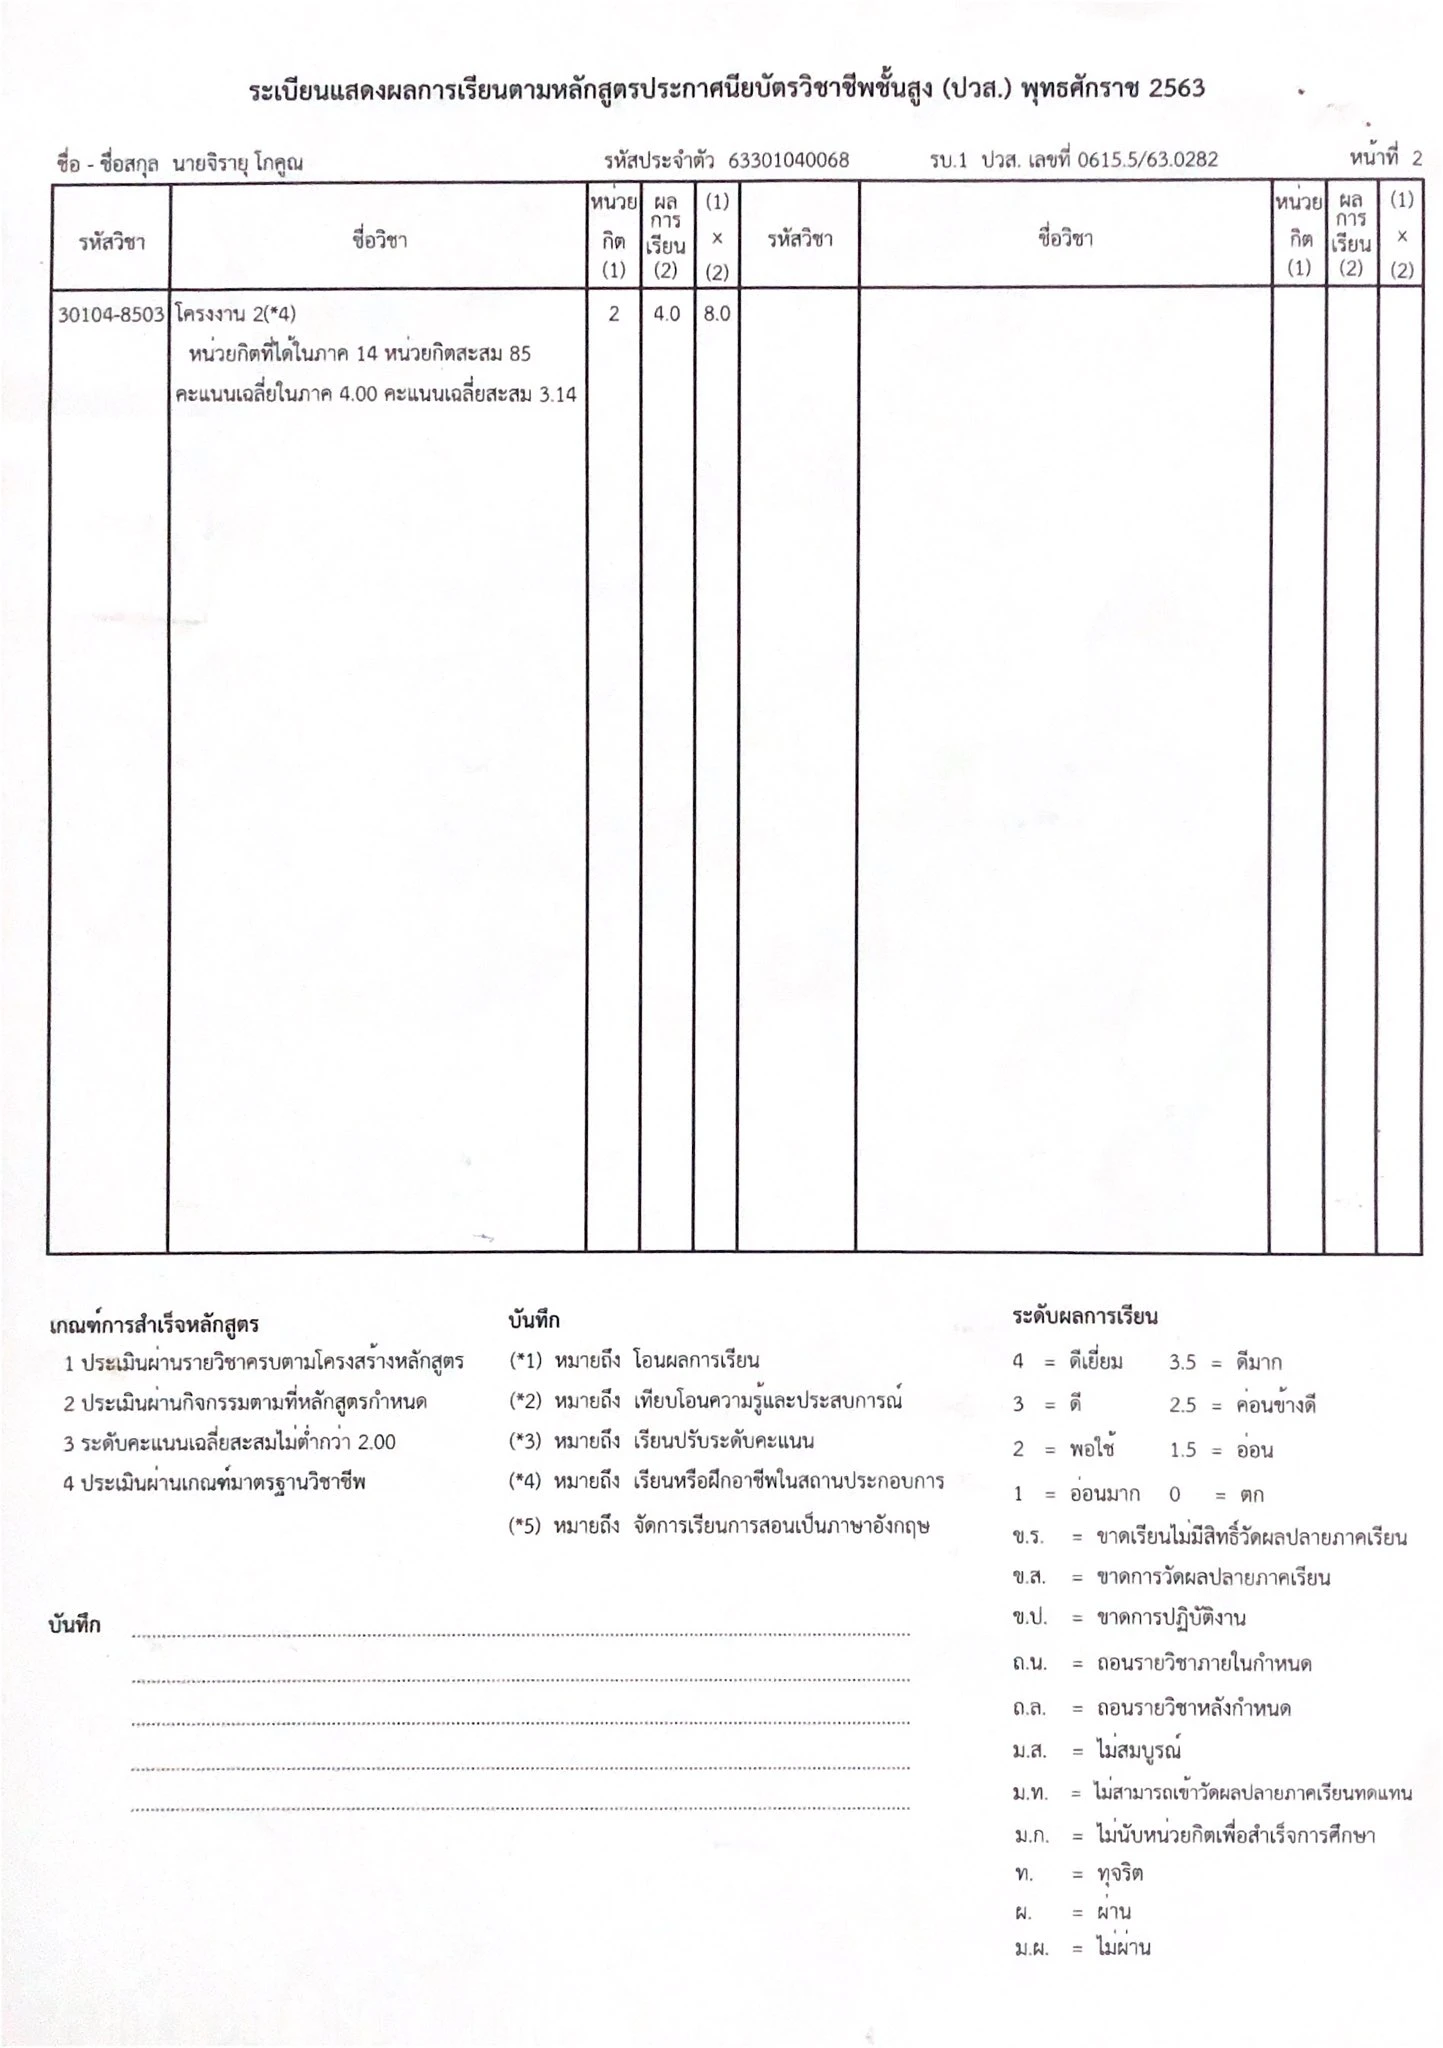 ระเบียนแสดงผลการเรียนตามหลักสูตรประกาศนียบัตรวิชาชีพชั้นสูง (ปวส.) พุทธศักราช 2563
ชื่อ - ชื่อสกุล นายจิรายุ โกคูณ รหัสประจำตัว 63301040068 รบ.1 ปวส. เลขที่ 0615.5/63.0282 หน้าที่ 2
รหัสวิชา ชื่อวิชา หน่วยกิต (1) ผลการเรียน (2) (1) x (2) รหัสวิชา ชื่อวิชา หน่วยกิต (1) ผลการเรียน (2) (1) x (2)
30104-8503 โครงงาน 2(*4) 2 4.0 8.0
หน่วยกิตที่ได้ในภาค 14 หน่วยกิตสะสม 85
คะแนนเฉลี่ยในภาค 4.00 คะแนนเฉลี่ยสะสม 3.14
เกณฑ์การสำเร็จหลักสูตร
1 ประเมินผ่านรายวิชาครบตามโครงสร้างหลักสูตร
2 ประเมินผ่านกิจกรรมตามที่หลักสูตรกำหนด
3 ระดับคะแนนเฉลี่ยสะสมไม่ต่ำกว่า 2.00
4 ประเมินผ่านเกณฑ์มาตรฐานวิชาชีพ
บันทึก
(*1) หมายถึง โอนผลการเรียน
(*2) หมายถึง เทียบโอนความรู้และประสบการณ์
(*3) หมายถึง เรียนปรับระดับคะแนน
(*4) หมายถึง เรียนหรือฝึกอาชีพในสถานประกอบการ
(*5) หมายถึง จัดการเรียนการสอนเป็นภาษาอังกฤษ
บันทึก
ระดับผลการเรียน
4 = ดีเยี่ยม 3.5 = ดีมาก
3 = ดี 2.5 = ค่อนข้างดี
2 = พอใช้ 1.5 = อ่อน
1 = อ่อนมาก 0 = ตก
ข.ร. = ขาดเรียนไม่มีสิทธิ์วัดผลปลายภาคเรียน
ข.ส. = ขาดการวัดผลปลายภาคเรียน
ข.ป. = ขาดการปฏิบัติงาน
ถ.น. = ถอนรายวิชาภายในกำหนด
ถ.ล. = ถอนรายวิชาหลังกำหนด
ม.ส. = ไม่สมบูรณ์
ม.ท. = ไม่สามารถเข้าวัดผลปลายภาคเรียนทดแทน
ม.ก. = ไม่นับหน่วยกิตเพื่อสำเร็จการศึกษา
ท. = ทุจริต
ผ. = ผ่าน
ม.ผ. = ไม่ผ่าน